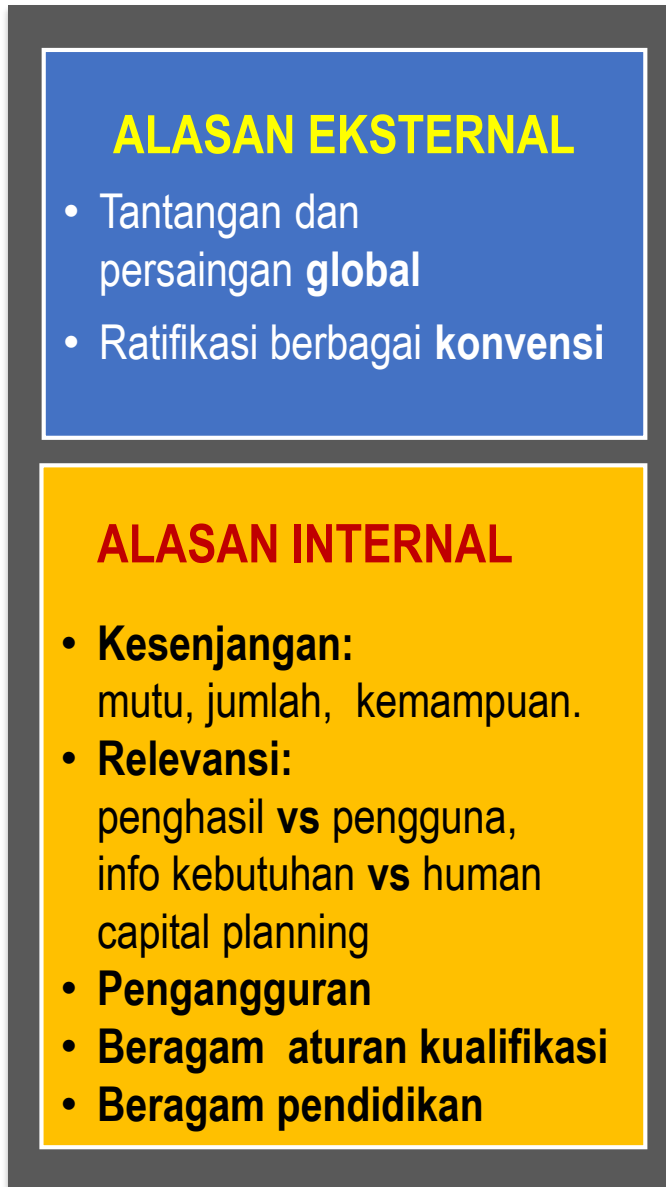 ALASAN EKSTERNAL
• Tantangan dan
persaingan global
• Ratifikasi berbagai konvensi
ALASAN INTERNAL
• Kesenjangan:
mutu, jumlah, kemampuan.
• Relevansi:
penghasil vs pengguna,
info kebutuhan vs human
capital planning
• Pengangguran
• Beragam aturan kualifikasi
• Beragam pendidikan